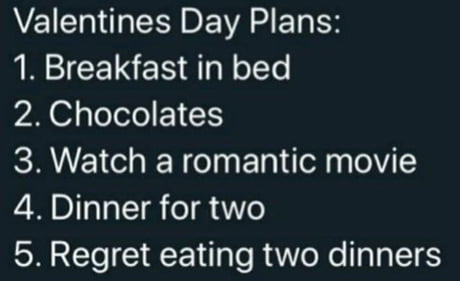 Valentines Day Plans:
1. Breakfast in bed
2. Chocolates
3. Watch a romantic movie
4. Dinner for two
5. Regret eating two dinners